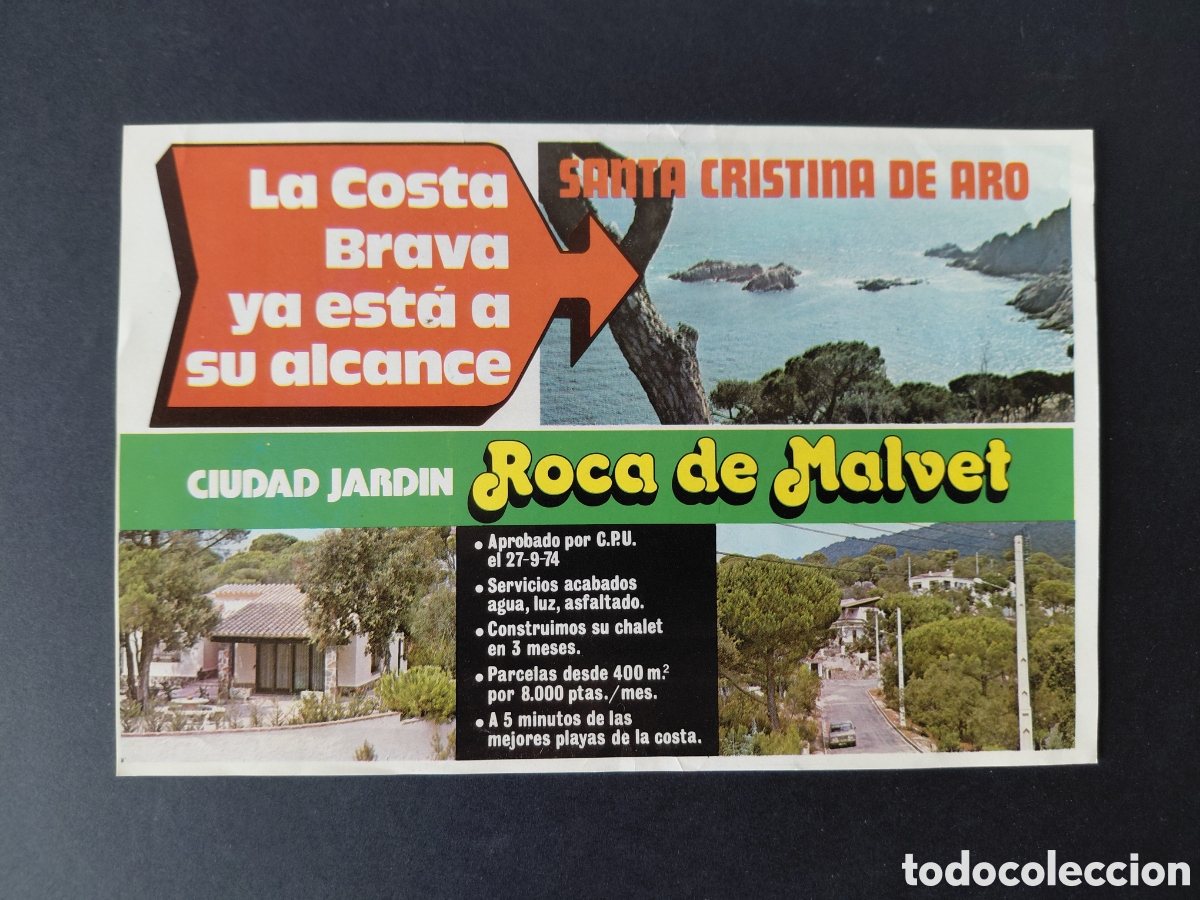 La Costa
Brava
ya está a
su alcance
SANTA CRISTINA DE ARO
CIUDAD JARDIN Roca de Malvet
• Aprobado por C.P.U.
el 27-9-74
• Servicios acabados
agua, luz, asfaltado.
• Construimos su chalet
en 3 meses.
• Parcelas desde 400 m.²
por 8.000 ptas./mes.
• A 5 minutos de las
mejores playas de la costa.
todocoleccion